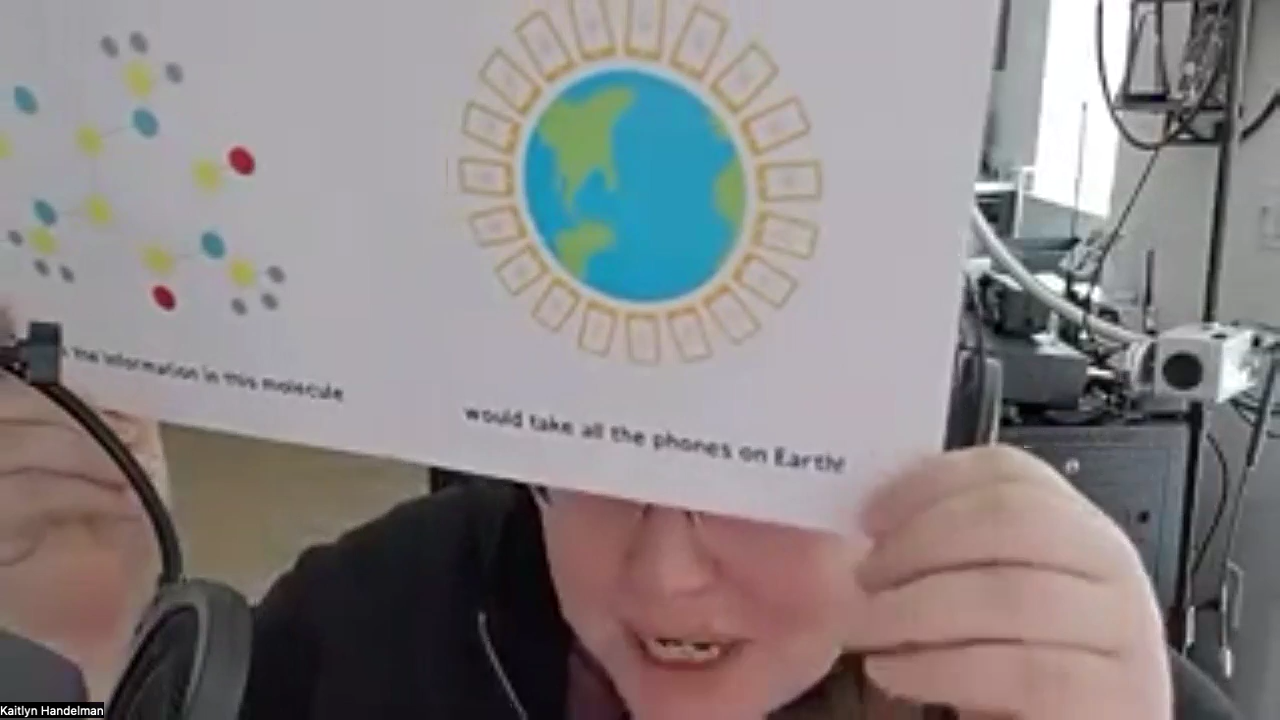 the information in this molecule
would take all the phones on Earth!
Kaitlyn Handelman